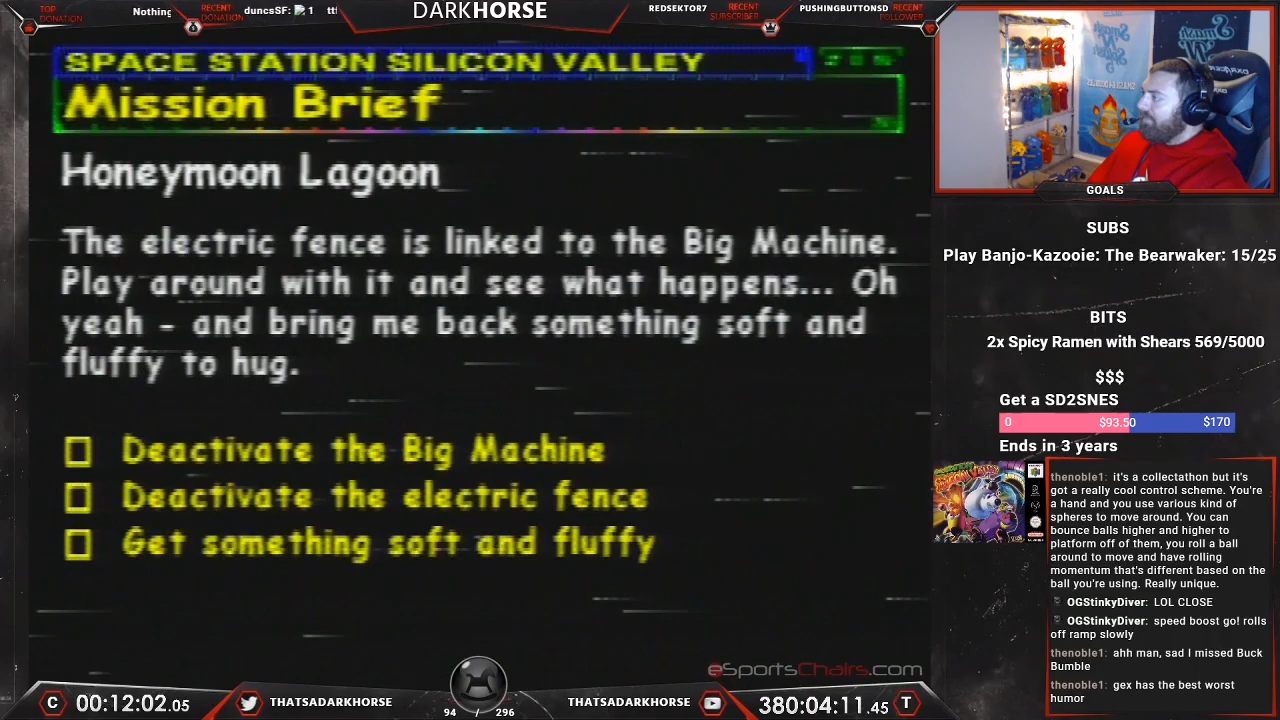 TOP
DONATION
Nothing
RECENT
DONATION
duncsSF: 1
DARKHORSE
REDSEKTOR7
RECENT
SUBSCRIBER
PUSHINGBUTTONSD
RECENT
FOLLOWER
SPACE STATION SILICON VALLEY
Mission Brief
Honeymoon Lagoon
The electric fence is linked to the Big Machine.
Play around with it and see what happens... Oh
yeah - and bring me back something soft and
fluffy to hug.
Deactivate the Big Machine
Deactivate the electric fence
Get something soft and fluffy
GOALS
SUBS
Play Banjo-Kazooie: The Bearwaker: 15/25
BITS
2x Spicy Ramen with Shears 569/5000
$$$
Get a SD2SNES
0 $93.50 $170
Ends in 3 years
thenoble1: it's a collectathon but it's
got a really cool control scheme. You're
a hand and you use various kind of
spheres to move around. You can
bounce balls higher and higher to
platform off of them, you roll a ball
around to move and have rolling
momentum that's different based on the
ball you're using. Really unique.
OGStinkyDiver: LOL CLOSE
OGStinkyDiver: speed boost go! rolls
off ramp slowly
thenoble1: ahh man, sad I missed Buck
Bumble
thenoble1: gex has the best worst
humor
eSportsChairs.com
C 00:12:02.05
THATSADARKHORSE
94 / 296
THATSADARKHORSE
380:04:11.45 T